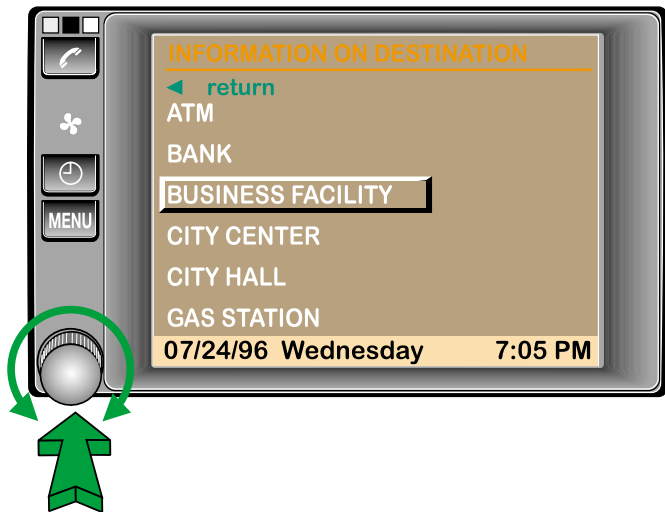 INFORMATION ON DESTINATION
◄ return
ATM
BANK
BUSINESS FACILITY
MENU
CITY CENTER
CITY HALL
GAS STATION
07/24/96 Wednesday 7:05 PM